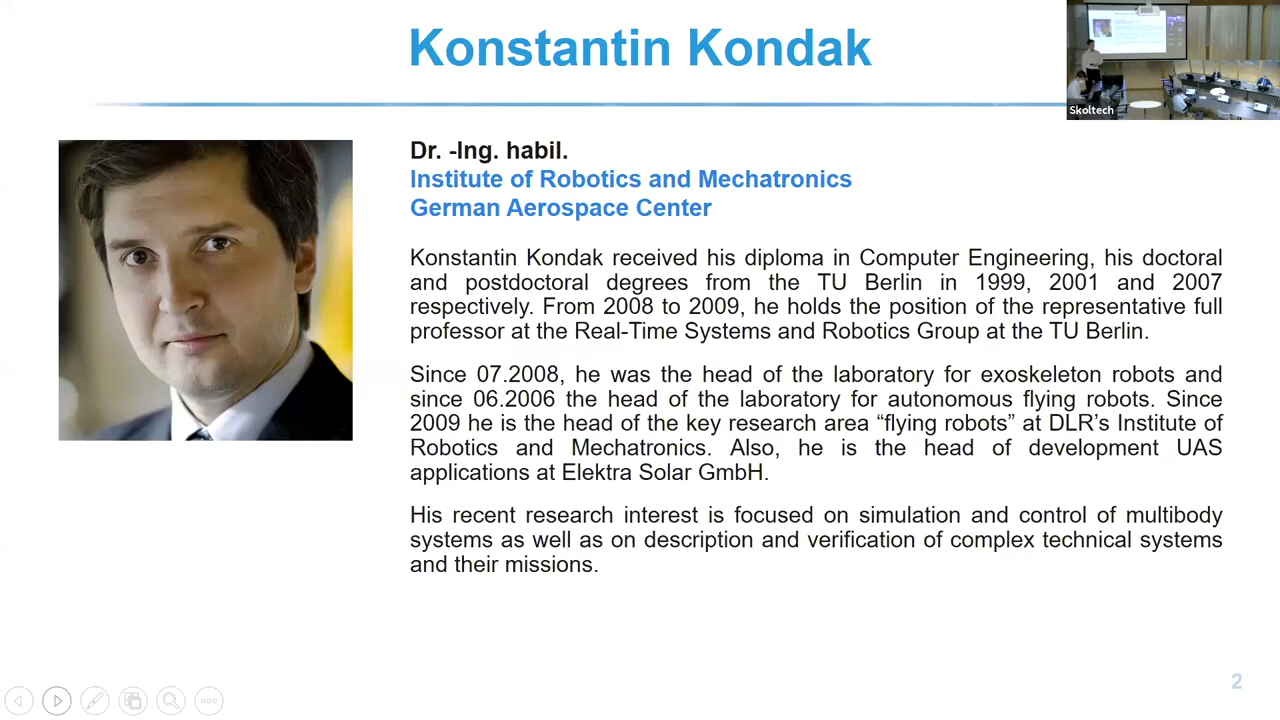 Konstantin Kondak
Skoltech
Dr. -Ing. habil.
Institute of Robotics and Mechatronics
German Aerospace Center
Konstantin Kondak received his diploma in Computer Engineering, his doctoral
and postdoctoral degrees from the TU Berlin in 1999, 2001 and 2007
respectively. From 2008 to 2009, he holds the position of the representative full
professor at the Real-Time Systems and Robotics Group at the TU Berlin.
Since 07.2008, he was the head of the laboratory for exoskeleton robots and
since 06.2006 the head of the laboratory for autonomous flying robots. Since
2009 he is the head of the key research area “flying robots” at DLR’s Institute of
Robotics and Mechatronics. Also, he is the head of development UAS
applications at Elektra Solar GmbH.
His recent research interest is focused on simulation and control of multibody
systems as well as on description and verification of complex technical systems
and their missions.
2